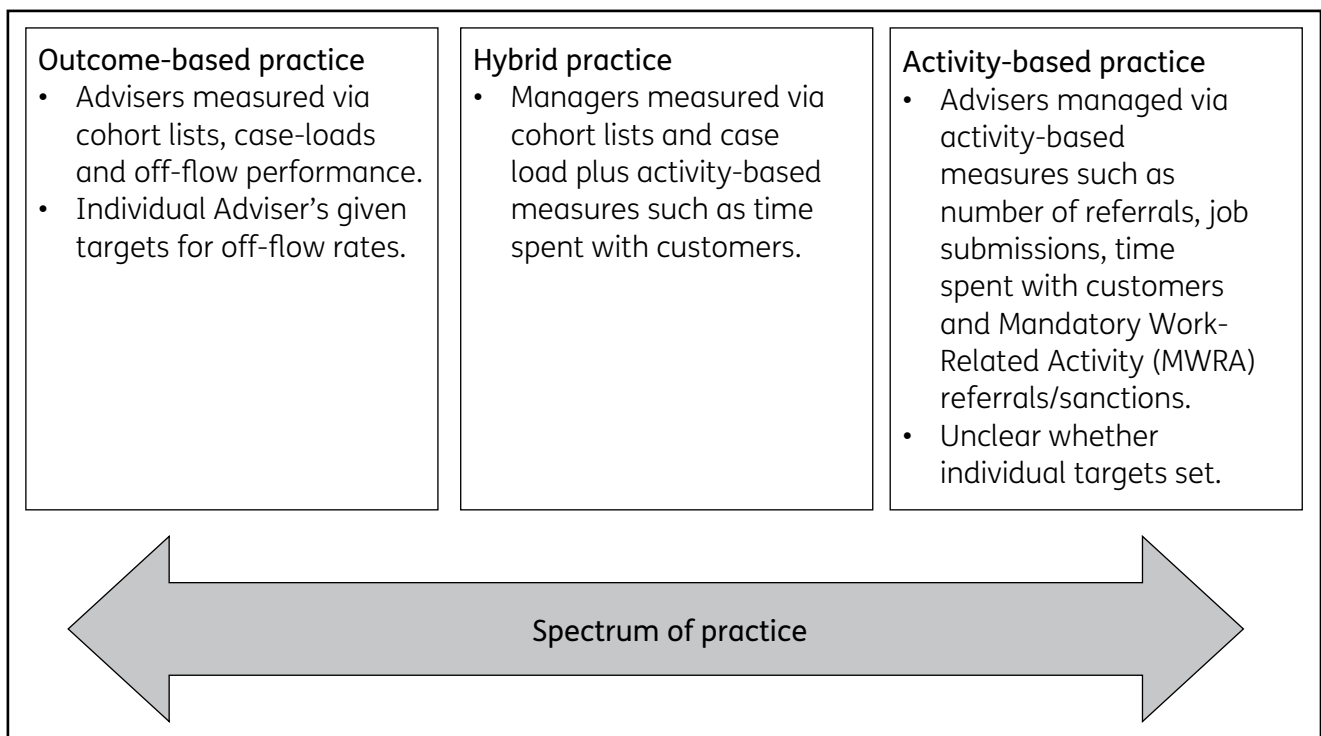 Outcome-based practice
• Advisers measured via
cohort lists, case-loads
and off-flow performance.
• Individual Adviser's given
targets for off-flow rates.
Hybrid practice
• Managers measured via
cohort lists and case
load plus activity-based
measures such as time
spent with customers.
Activity-based practice
• Advisers managed via
activity-based
measures such as
number of referrals, job
submissions, time
spent with customers
and Mandatory Work-
Related Activity (MWRA)
referrals/sanctions.
• Unclear whether
individual targets set.
Spectrum of practice